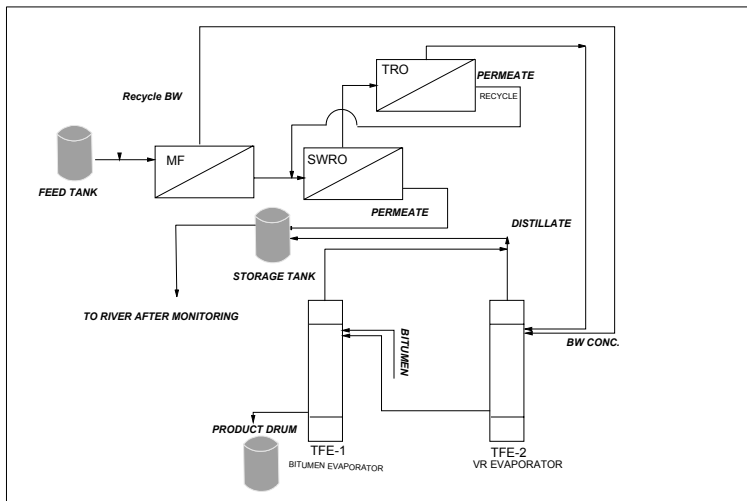 TRO
PERMEATE
RECYCLE
Recycle BW
MF
SWRO
FEED TANK
PERMEATE
DISTILLATE
STORAGE TANK
TO RIVER AFTER MONITORING
BITUMEN
BW CONC.
PRODUCT DRUM
TFE-1
BITUMEN EVAPORATOR
TFE-2
VR EVAPORATOR